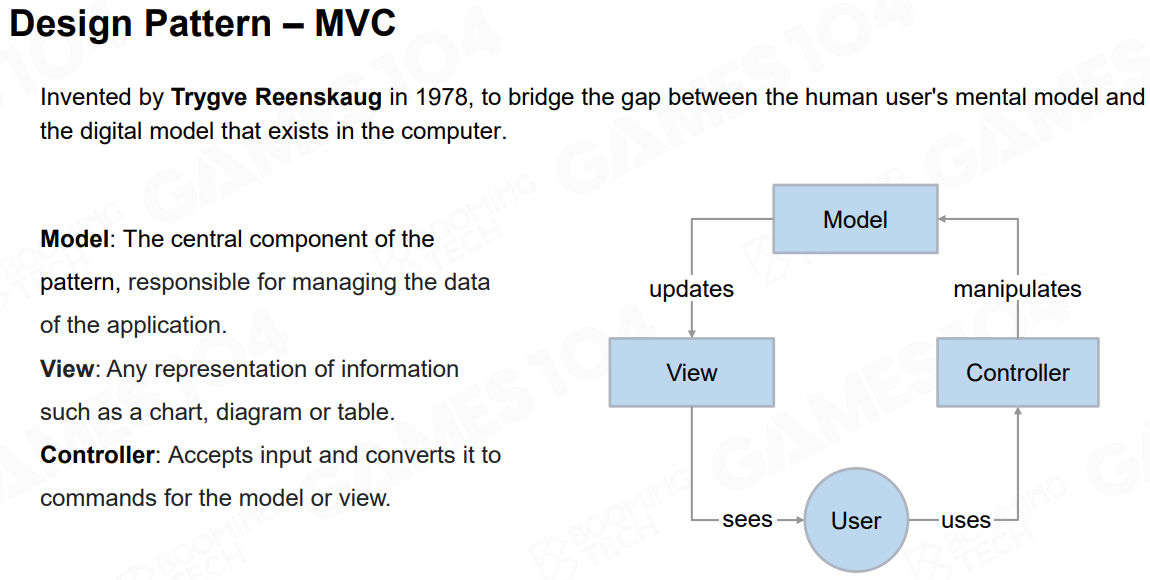 Design Pattern – MVC
Invented by Trygve Reenskaug in 1978, to bridge the gap between the human user's mental model and
the digital model that exists in the computer.
Model: The central component of the
pattern, responsible for managing the data
of the application.
View: Any representation of information
such as a chart, diagram or table.
Controller: Accepts input and converts it to
commands for the model or view.
Model
updates
manipulates
View
Controller
sees
User
uses
GAMES104
BOOMING
TECH